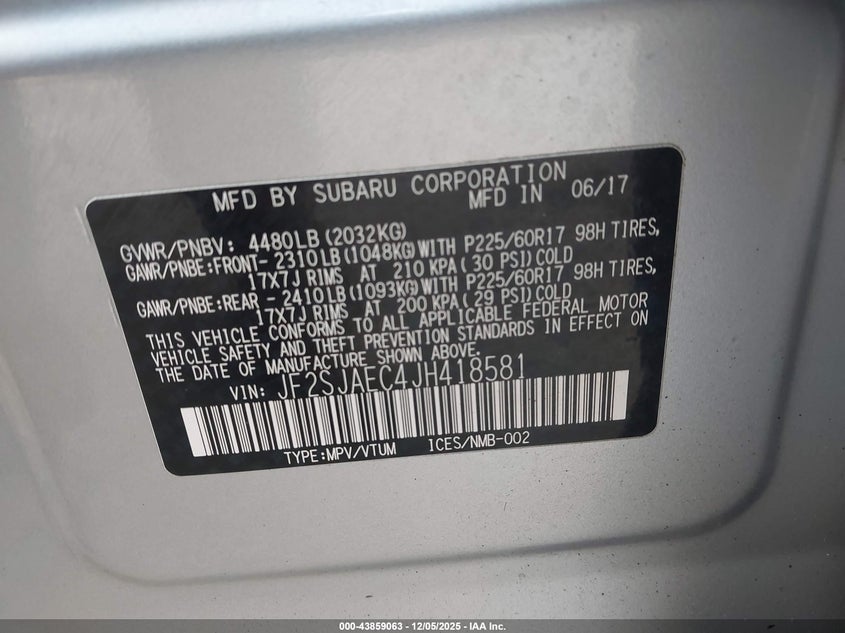 MFD BY SUBARU CORPORATION
MFD IN 06/17
GVWR/PNBV: 4480LB(2032KG)
GAWR/PNBE:FRONT- 2310LB(1048KG)WITH P225/60R17 98H TIRES,
17X7J RIMS AT 210 KPA(30 PSI)COLD
GAWR/PNBE:REAR - 2410LB(1093KG)WITH P225/60R17 98H TIRES,
17X7J RIMS AT 200 KPA(29 PSI)COLD
THIS VEHICLE CONFORMS TO ALL APPLICABLE FEDERAL MOTOR
VEHICLE SAFETY AND THEFT PREVENTION STANDARDS IN EFFECT ON
THE DATE OF MANUFACTURE SHOWN ABOVE.
VIN: JF2SJAEC4JH418581
TYPE:MPV/VTUM ICES/NMB-002
000-43859063 - 12/05/2025 - IAA Inc.